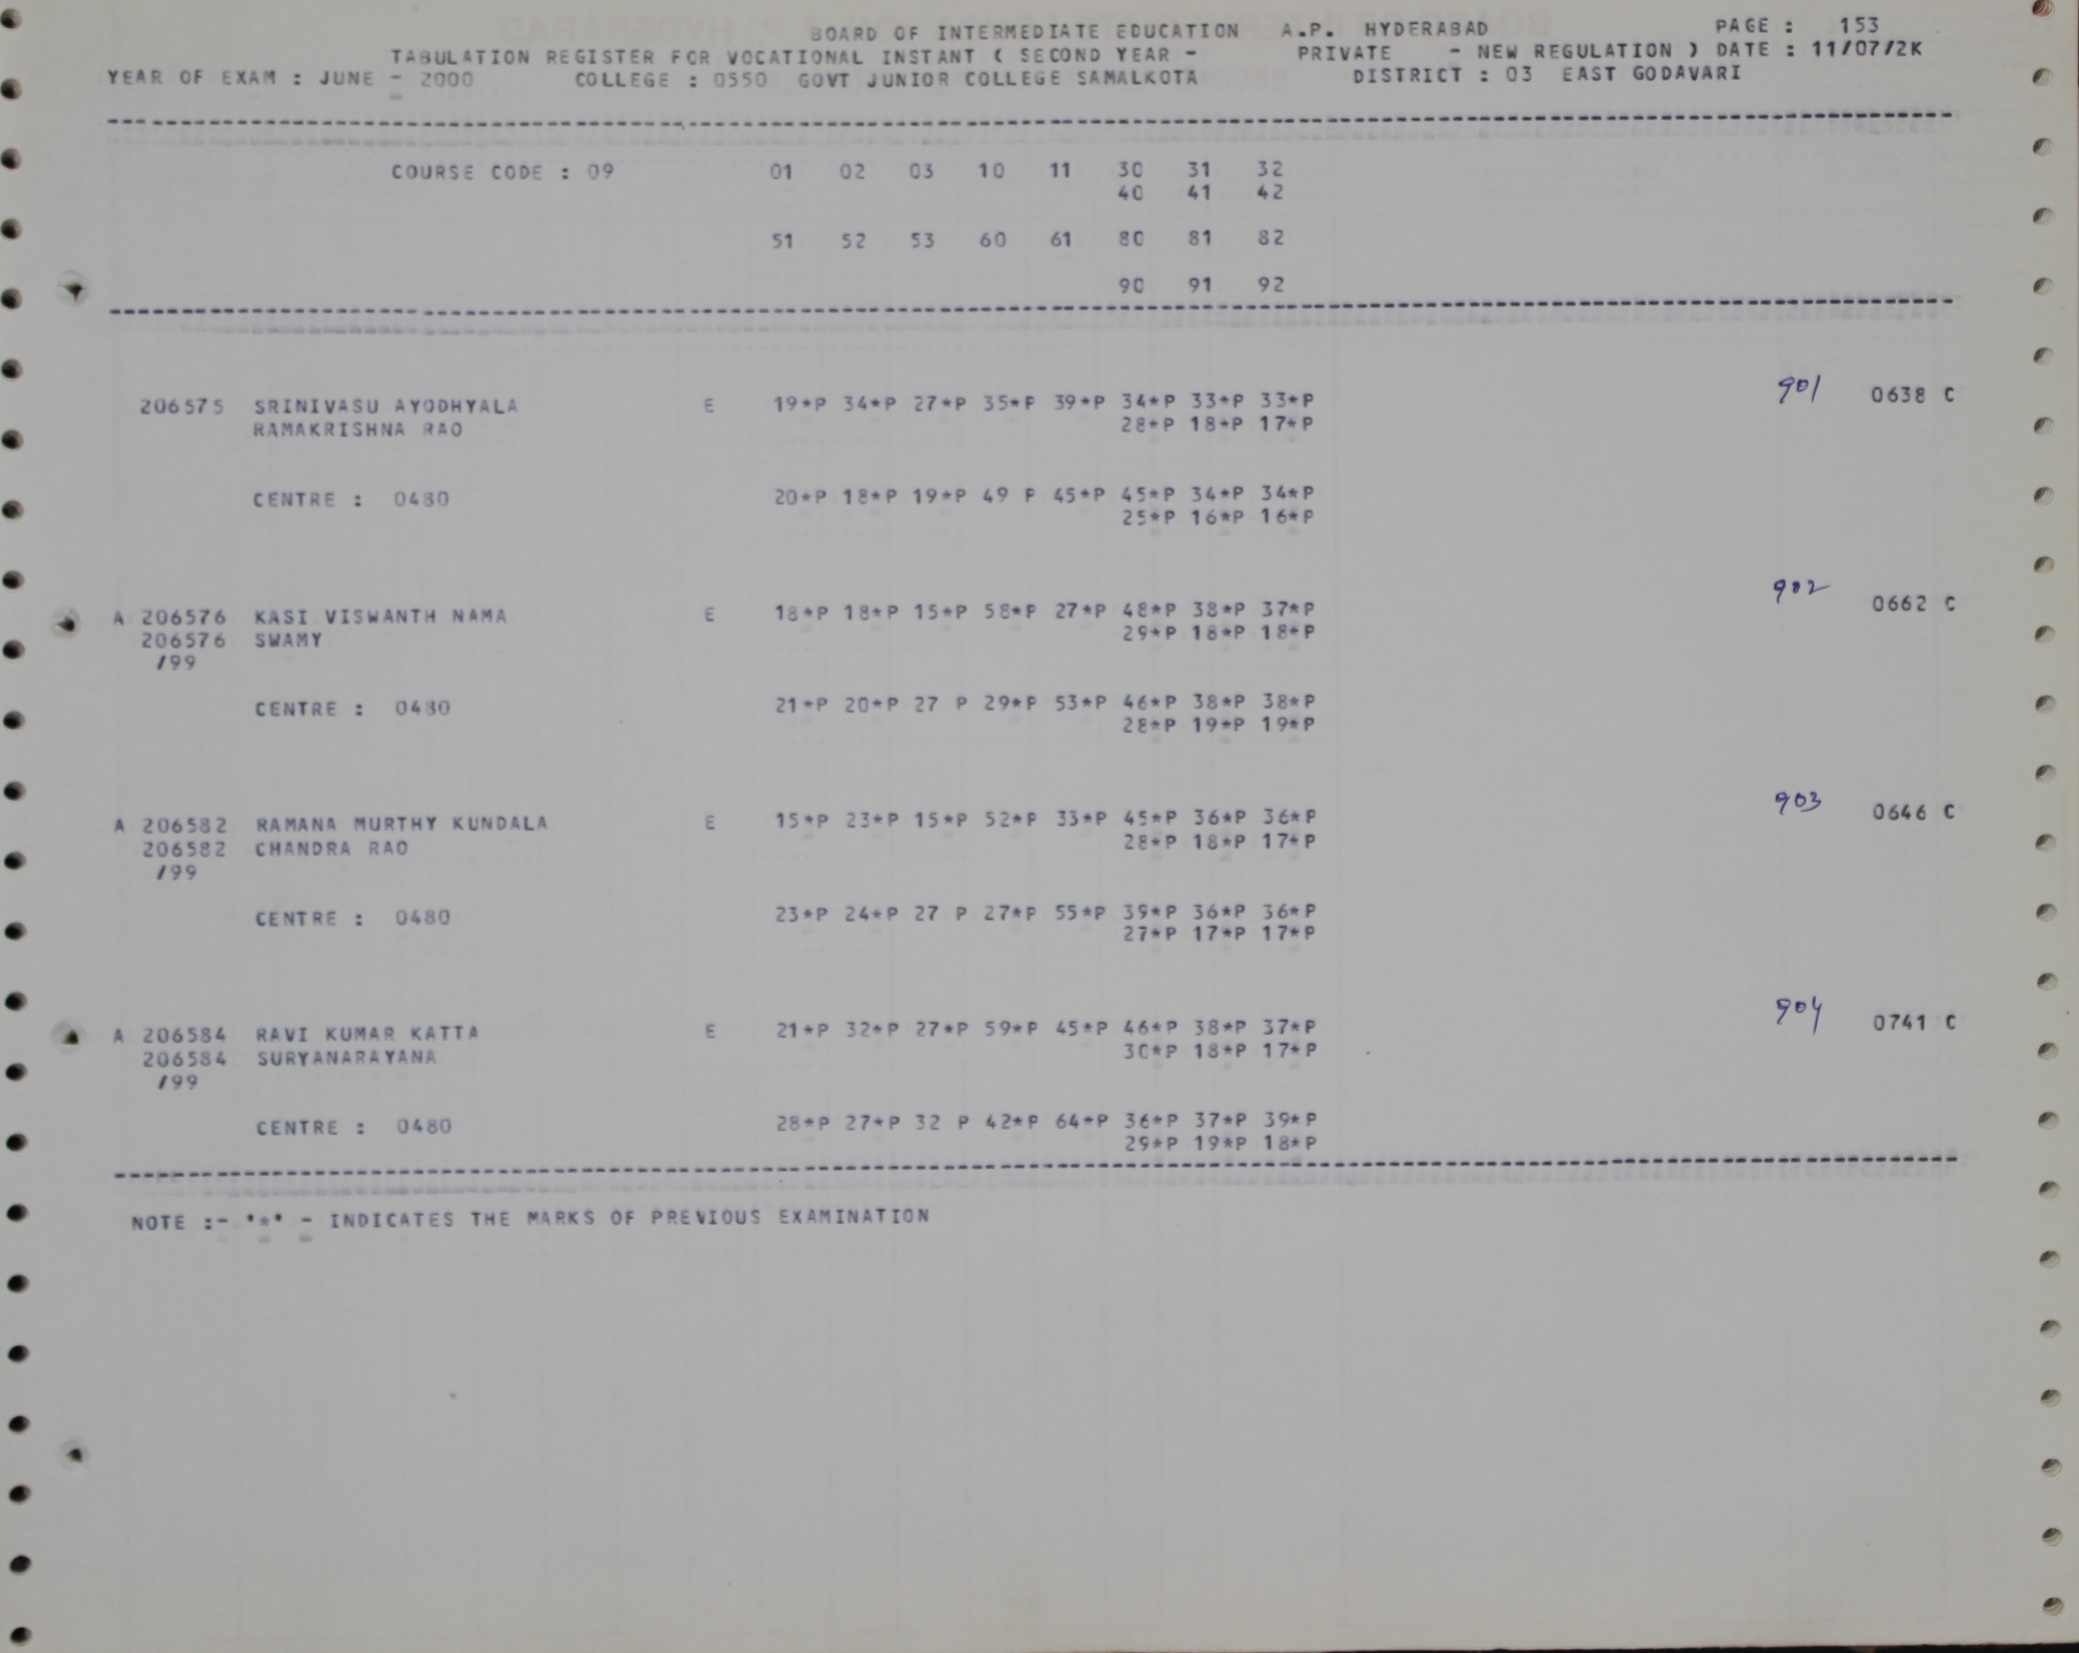 BOARD OF INTERMEDIATE EDUCATION A.P. HYDERABAD PAGE : 153
TABULATION REGISTER FOR VOCATIONAL INSTANT ( SECOND YEAR - PRIVATE - NEW REGULATION ) DATE : 11/07/2K
YEAR OF EXAM : JUNE - 2000 COLLEGE : 0550 GOVT JUNIOR COLLEGE SAMALKOTA DISTRICT : 03 EAST GODAVARI
COURSE CODE : 09 01 02 03 10 11 30 31 32
40 41 42
51 52 53 60 61 80 81 82
90 91 92
206575 SRINIVASU AYODHYALA E 19*P 34*P 27*P 35*P 39*P 34*P 33*P 33*P 901 0638 C
RAMAKRISHNA RAO 28*P 18*P 17*P
CENTRE : 0480 20*P 18*P 19*P 49 P 45*P 45*P 34*P 34*P
25*P 16*P 16*P
A 206576 KASI VISWANTH NAMA E 18*P 18*P 15*P 58*P 27*P 48*P 38*P 37*P 902 0662 C
206576 SWAMY 29*P 18*P 18*P
/99
CENTRE : 0480 21*P 20*P 27 P 29*P 53*P 46*P 38*P 38*P
28*P 19*P 19*P
A 206582 RAMANA MURTHY KUNDALA E 15*P 23*P 15*P 52*P 33*P 45*P 36*P 36*P 903 0646 C
206582 CHANDRA RAO 28*P 18*P 17*P
/99
CENTRE : 0480 23*P 24*P 27 P 27*P 55*P 39*P 36*P 36*P
27*P 17*P 17*P
A 206584 RAVI KUMAR KATTA E 21*P 32*P 27*P 59*P 45*P 46*P 38*P 37*P 904 0741 C
206584 SURYANARAYANA 30*P 18*P 17*P
/99
CENTRE : 0480 28*P 27*P 32 P 42*P 64*P 36*P 37*P 39*P
29*P 19*P 18*P
NOTE :- '*' - INDICATES THE MARKS OF PREVIOUS EXAMINATION